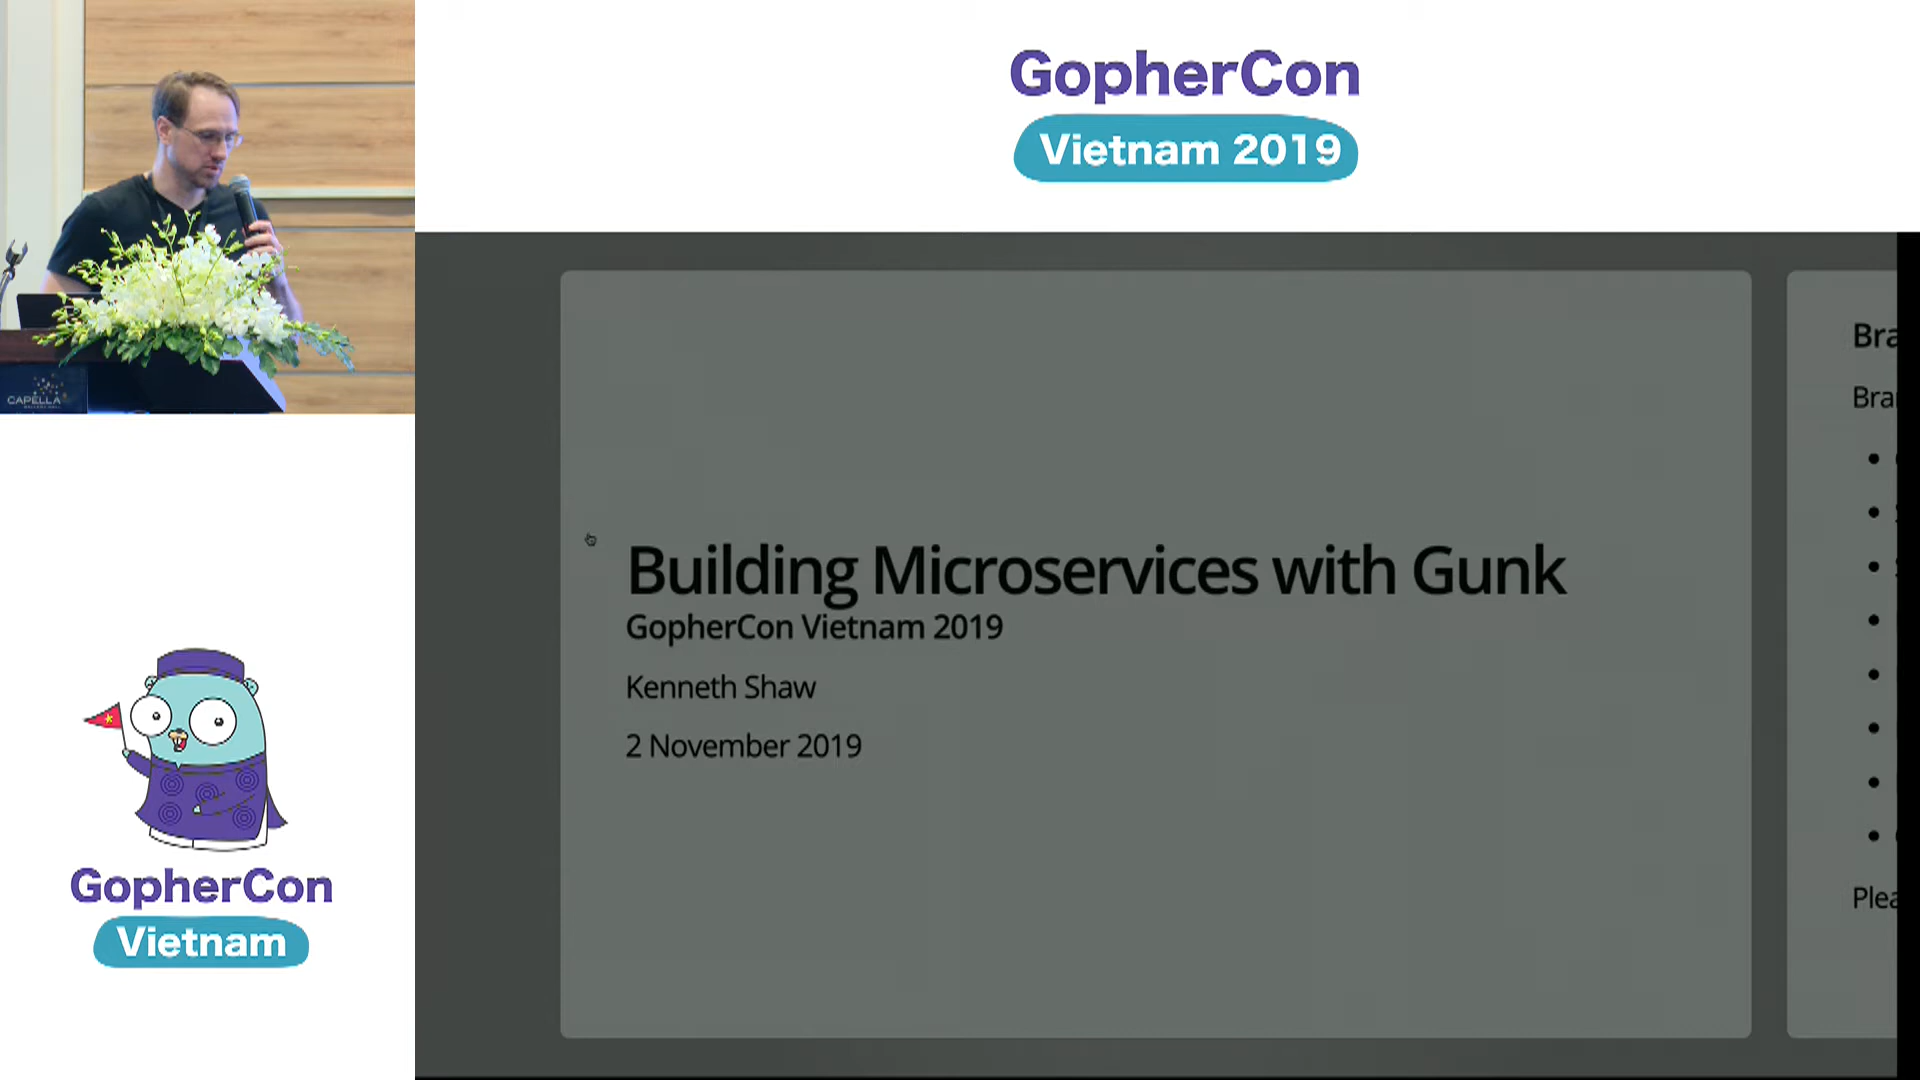 GopherCon
Vietnam 2019
CAPELLA
Building Microservices with Gunk
GopherCon Vietnam 2019
Kenneth Shaw
2 November 2019
Bra
Bra
Plea
GopherCon
Vietnam